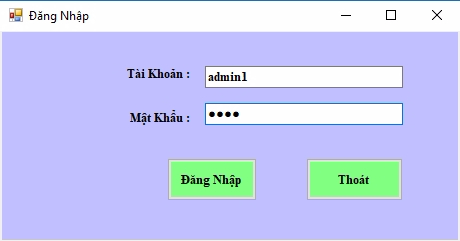 Đăng Nhập
Tài Khoản : admin1
Mật Khẩu : ●●●●
Đăng Nhập Thoát